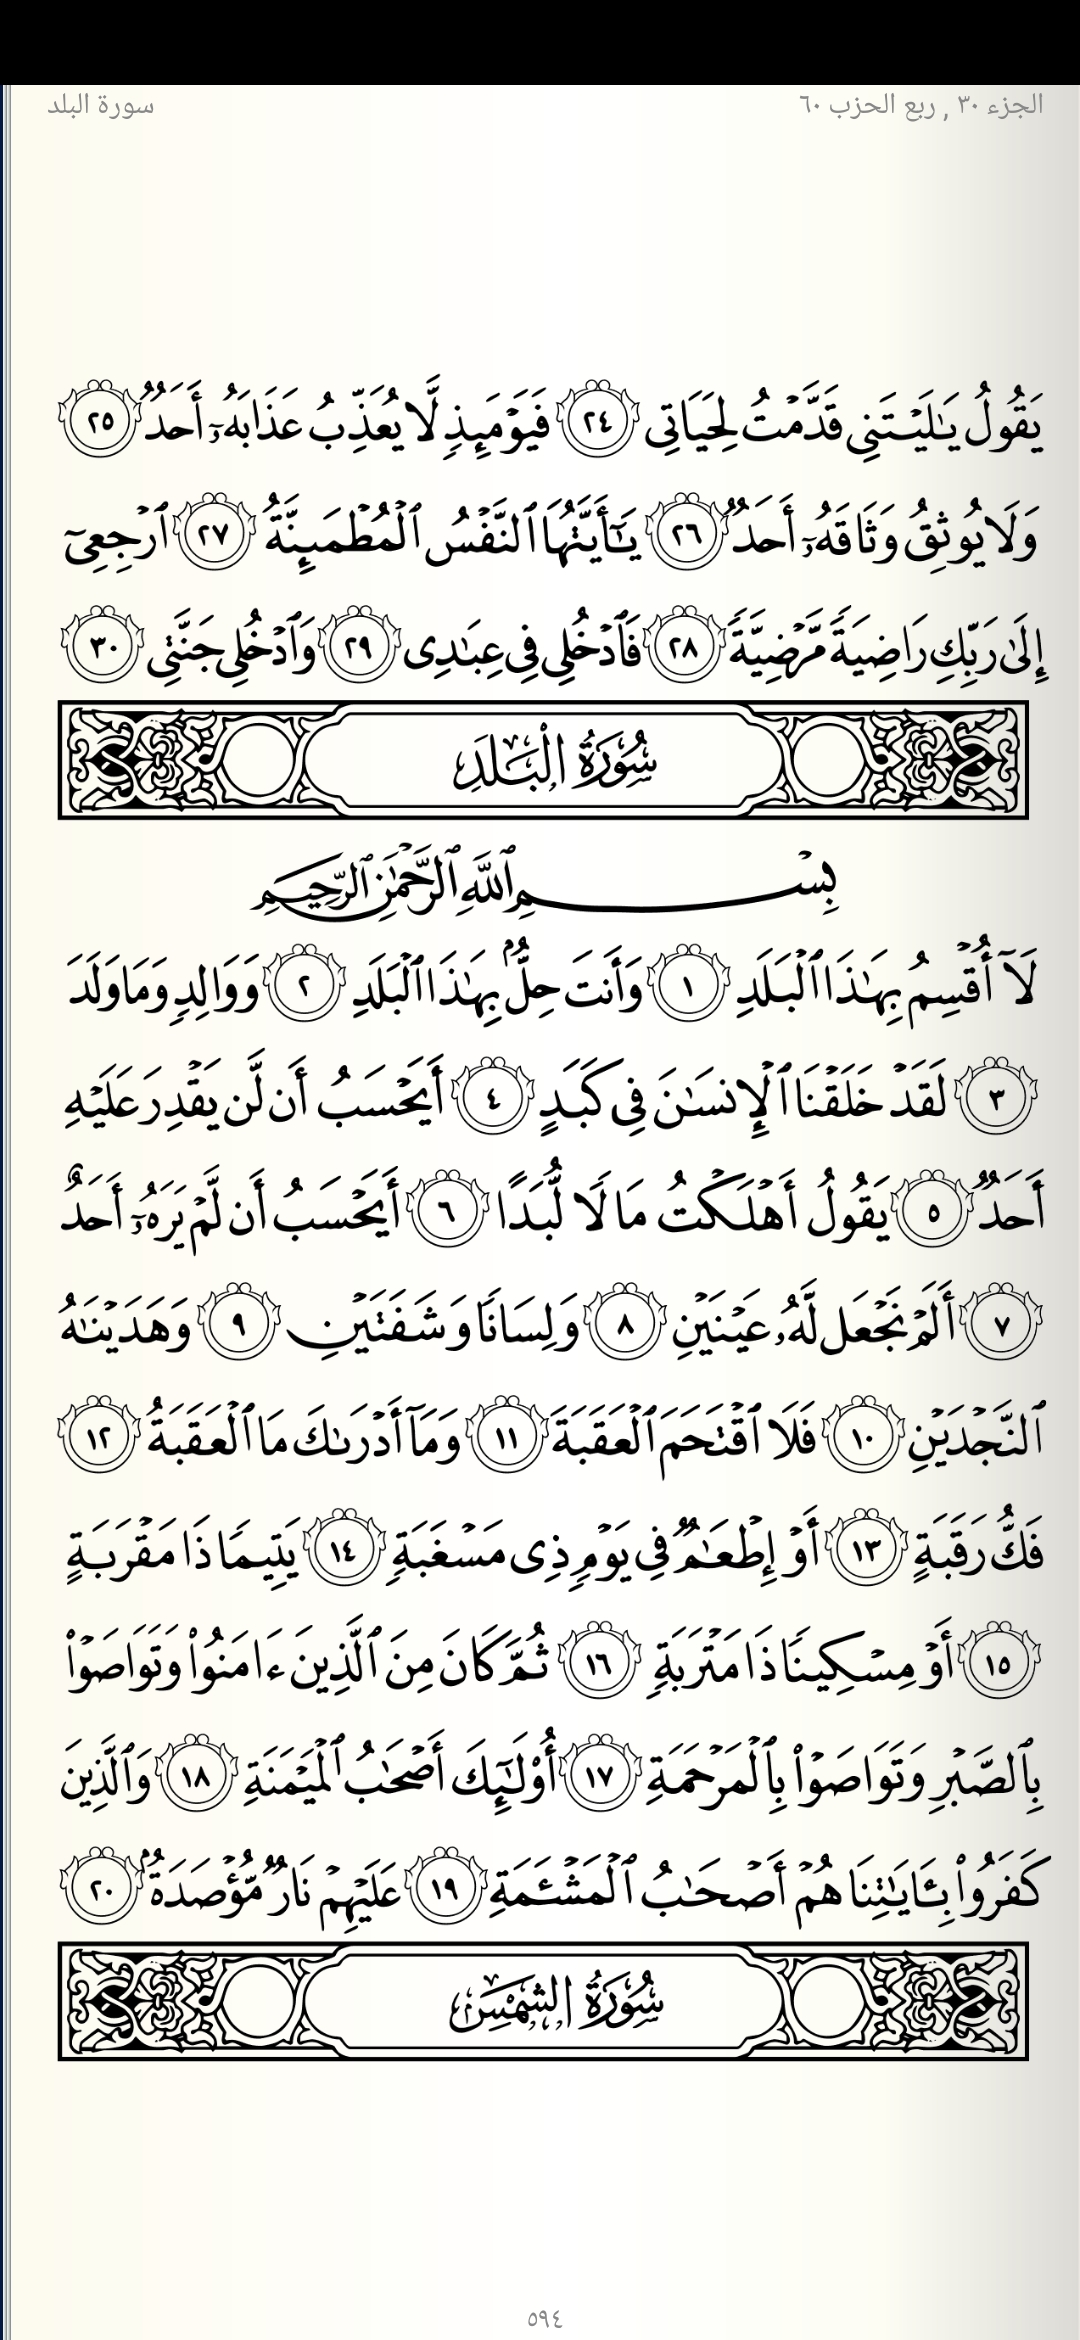 الجزء ٣٠ , ربع الحزب ٦٠
سورة البلد
يَقُولُ يَٰلَيْتَنِى قَدَّمْتُ لِحَيَاتِى ٢٤ فَيَوْمَئِذٍ لَّا يُعَذِّبُ عَذَابَهُۥٓ أَحَدٌ ٢٥
وَلَا يُوثِقُ وَثَاقَهُۥٓ أَحَدٌ ٢٦ يَٰٓأَيَّتُهَا ٱلنَّفْسُ ٱلْمُطْمَئِنَّةُ ٢٧ ٱرْجِعِىٓ
إِلَىٰ رَبِّكِ رَاضِيَةً مَّرْضِيَّةً ٢٨ فَٱدْخُلِى فِى عِبَٰدِى ٢٩ وَٱدْخُلِى جَنَّتِى ٣٠
سُورَةُ الْبَلَدِ
بِسْمِ ٱللَّهِ ٱلرَّحْمَٰنِ ٱلرَّحِيمِ
لَآ أُقْسِمُ بِهَٰذَا ٱلْبَلَدِ ١ وَأَنتَ حِلٌّۢ بِهَٰذَا ٱلْبَلَدِ ٢ وَوَالِدٍ وَمَا وَلَدَ
٣ لَقَدْ خَلَقْنَا ٱلْإِنسَٰنَ فِى كَبَدٍ ٤ أَيَحْسَبُ أَن لَّن يَقْدِرَ عَلَيْهِ
أَحَدٌ ٥ يَقُولُ أَهْلَكْتُ مَالًا لُّبَدًا ٦ أَيَحْسَبُ أَن لَّمْ يَرَهُۥٓ أَحَدٌ
٧ أَلَمْ نَجْعَل لَّهُۥ عَيْنَيْنِ ٨ وَلِسَانًا وَشَفَتَيْنِ ٩ وَهَدَيْنَٰهُ
ٱلنَّجْدَيْنِ ١٠ فَلَا ٱقْتَحَمَ ٱلْعَقَبَةَ ١١ وَمَآ أَدْرَىٰكَ مَا ٱلْعَقَبَةُ ١٢
فَكُّ رَقَبَةٍ ١٣ أَوْ إِطْعَٰمٌ فِى يَوْمٍ ذِى مَسْغَبَةٍ ١٤ يَتِيمًا ذَا مَقْرَبَةٍ
١٥ أَوْ مِسْكِينًا ذَا مَتْرَبَةٍ ١٦ ثُمَّ كَانَ مِنَ ٱلَّذِينَ ءَامَنُوا۟ وَتَوَاصَوْا۟
بِٱلصَّبْرِ وَتَوَاصَوْا۟ بِٱلْمَرْحَمَةِ ١٧ أُو۟لَٰٓئِكَ أَصْحَٰبُ ٱلْمَيْمَنَةِ ١٨ وَٱلَّذِينَ
كَفَرُوا۟ بِـَٔايَٰتِنَا هُمْ أَصْحَٰبُ ٱلْمَشْـَٔمَةِ ١٩ عَلَيْهِمْ نَارٌ مُّؤْصَدَةٌۢ ٢٠
سُورَةُ الشَّمْسِ
٥٩٤